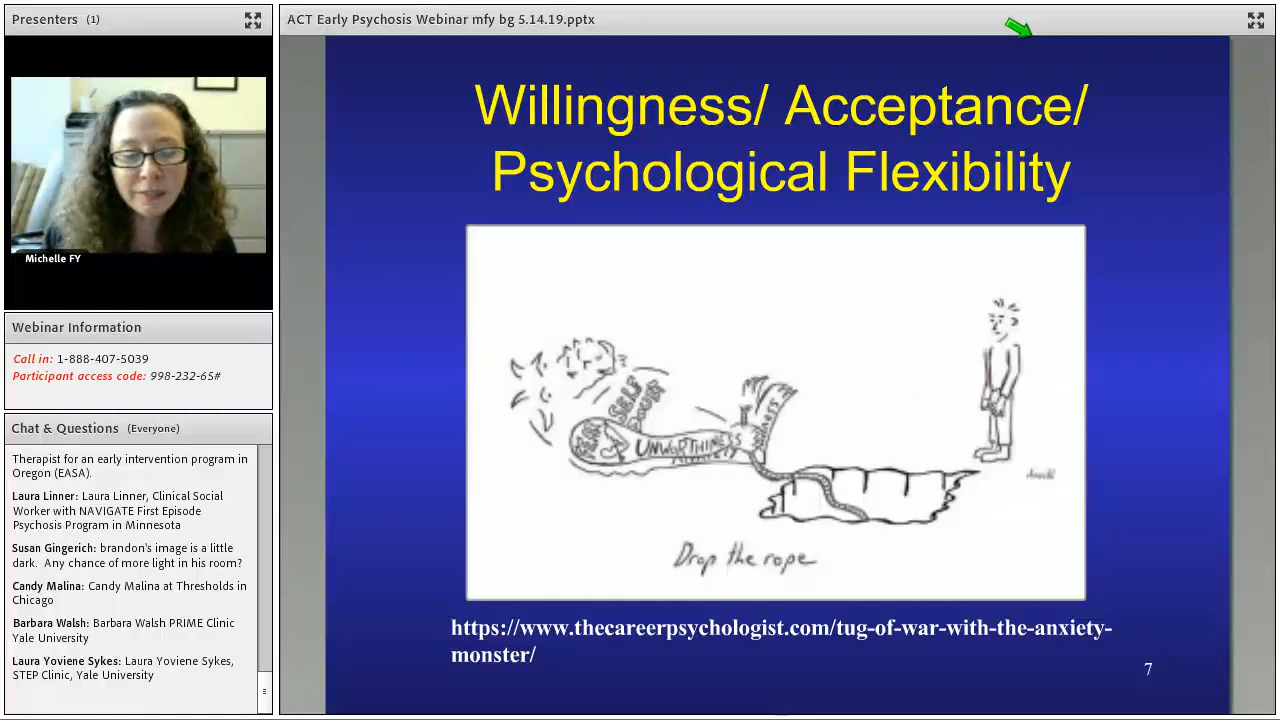 Presenters (1)
Michelle FY
Webinar Information
Call in: 1-888-407-5039
Participant access code: 998-232-65#
Chat & Questions (Everyone)
Therapist for an early intervention program in
Oregon (EASA).
Laura Linner: Laura Linner, Clinical Social
Worker with NAVIGATE First Episode
Psychosis Program in Minnesota
Susan Gingerich: brandon's image is a little
dark. Any chance of more light in his room?
Candy Malina: Candy Malina at Thresholds in
Chicago
Barbara Walsh: Barbara Walsh PRIME Clinic
Yale University
Laura Yoviene Sykes: Laura Yoviene Sykes,
STEP Clinic, Yale University
ACT Early Psychosis Webinar mfy bg 5.14.19.pptx
Willingness/ Acceptance/
Psychological Flexibility
SELF
DOUBT
UNWORTHINESS
ANXIETY
Drop the rope
https://www.thecareerpsychologist.com/tug-of-war-with-the-anxiety-
monster/
7